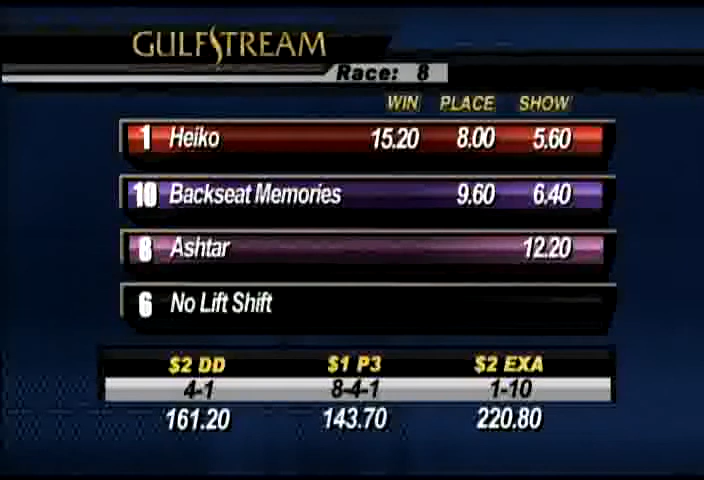 GULFSTREAM
Race: 8
WIN PLACE SHOW
1 Heiko 15.20 8.00 5.60
10 Backseat Memories 9.60 6.40
8 Ashtar 12.20
6 No Lift Shift
$2 DD $1 P3 $2 EXA
4-1 8-4-1 1-10
161.20 143.70 220.80